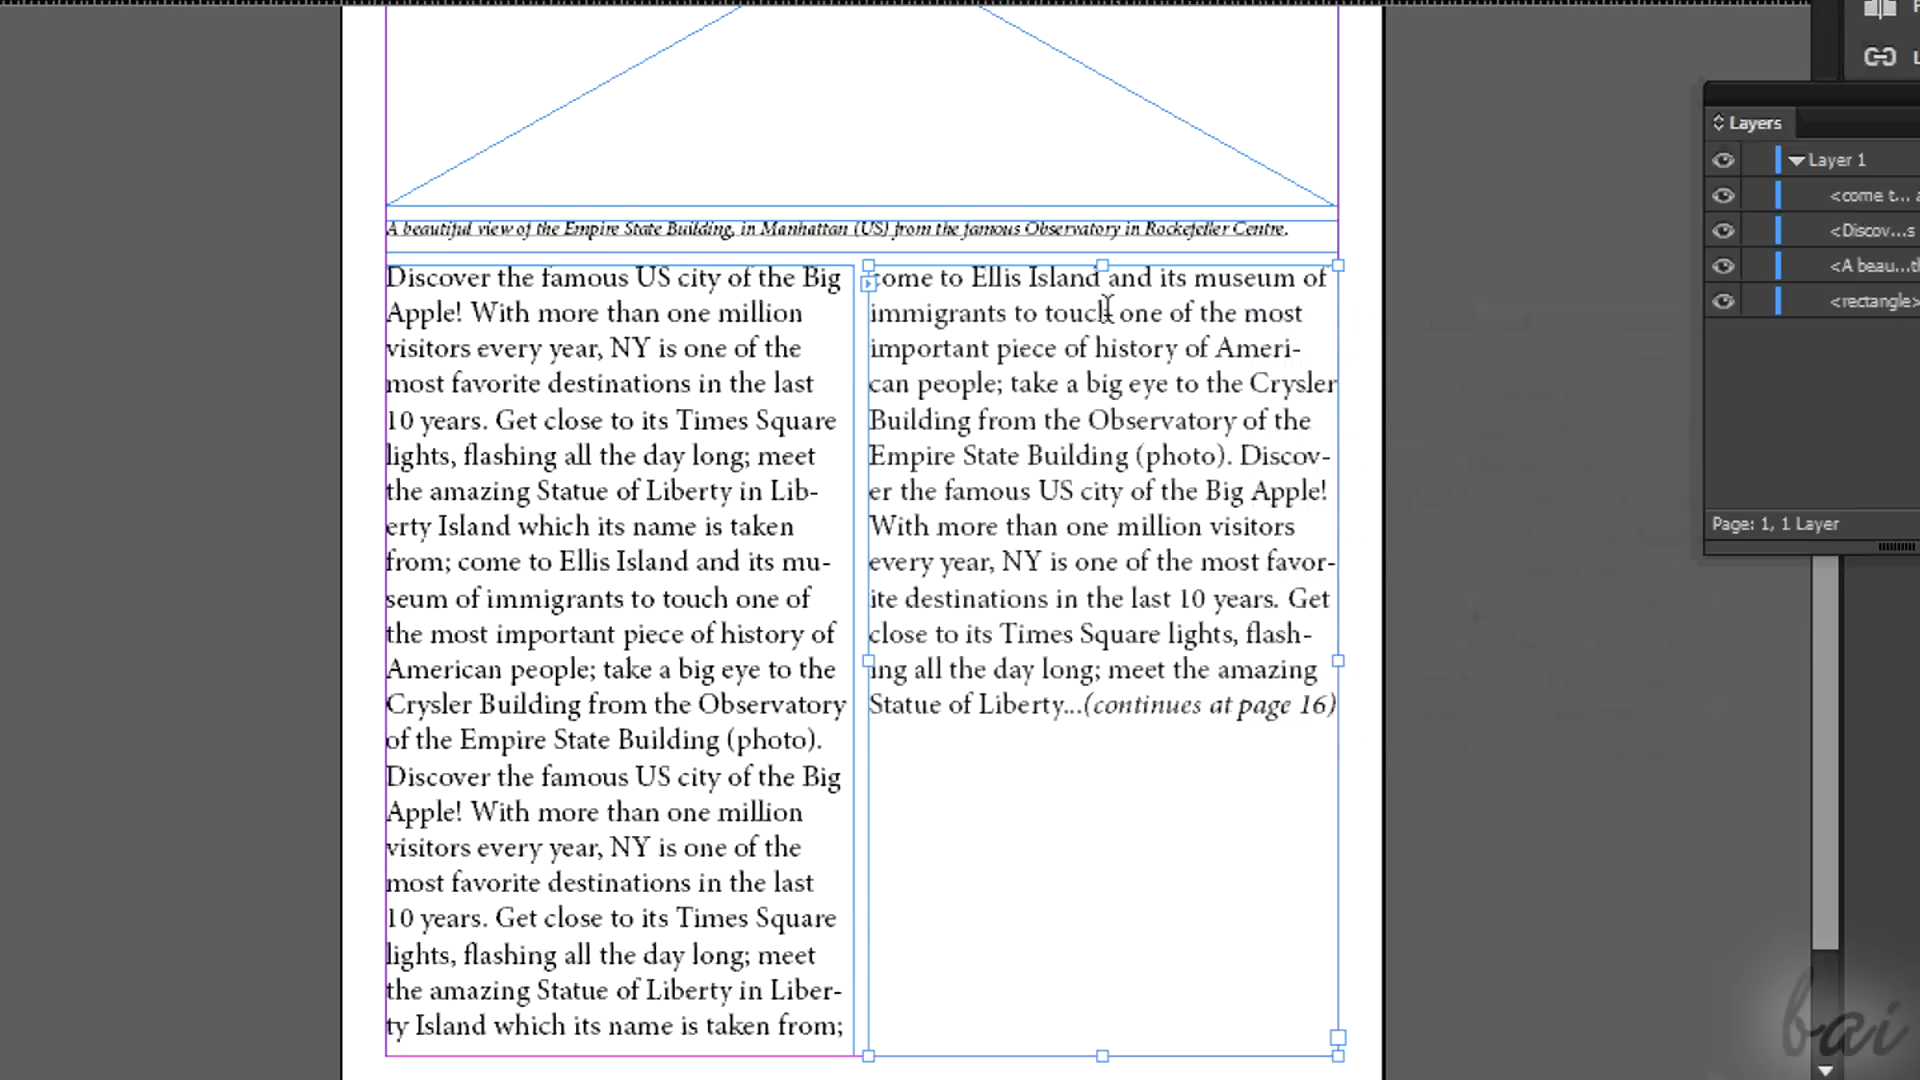 A beautiful view of the Empire State Building, in Manhattan (US) from the famous Observatory in Rockefeller Centre.
Discover the famous US city of the Big
Apple! With more than one million
visitors every year, NY is one of the
most favorite destinations in the last
10 years. Get close to its Times Square
lights, flashing all the day long; meet
the amazing Statue of Liberty in Lib-
erty Island which its name is taken
from; come to Ellis Island and its mu-
seum of immigrants to touch one of
the most important piece of history of
American people; take a big eye to the
Crysler Building from the Observatory
of the Empire State Building (photo).
Discover the famous US city of the Big
Apple! With more than one million
visitors every year, NY is one of the
most favorite destinations in the last
10 years. Get close to its Times Square
lights, flashing all the day long; meet
the amazing Statue of Liberty in Liber-
ty Island which its name is taken from;
come to Ellis Island and its museum of
immigrants to touch one of the most
important piece of history of Ameri-
can people; take a big eye to the Crysler
Building from the Observatory of the
Empire State Building (photo). Discov-
er the famous US city of the Big Apple!
With more than one million visitors
every year, NY is one of the most favor-
ite destinations in the last 10 years. Get
close to its Times Square lights, flash-
ing all the day long; meet the amazing
Statue of Liberty...(continues at page 16)
Layers
Layer 1
<come t...
<Discov...s
<A beau...
<rectangle>
Page: 1, 1 Layer
bai